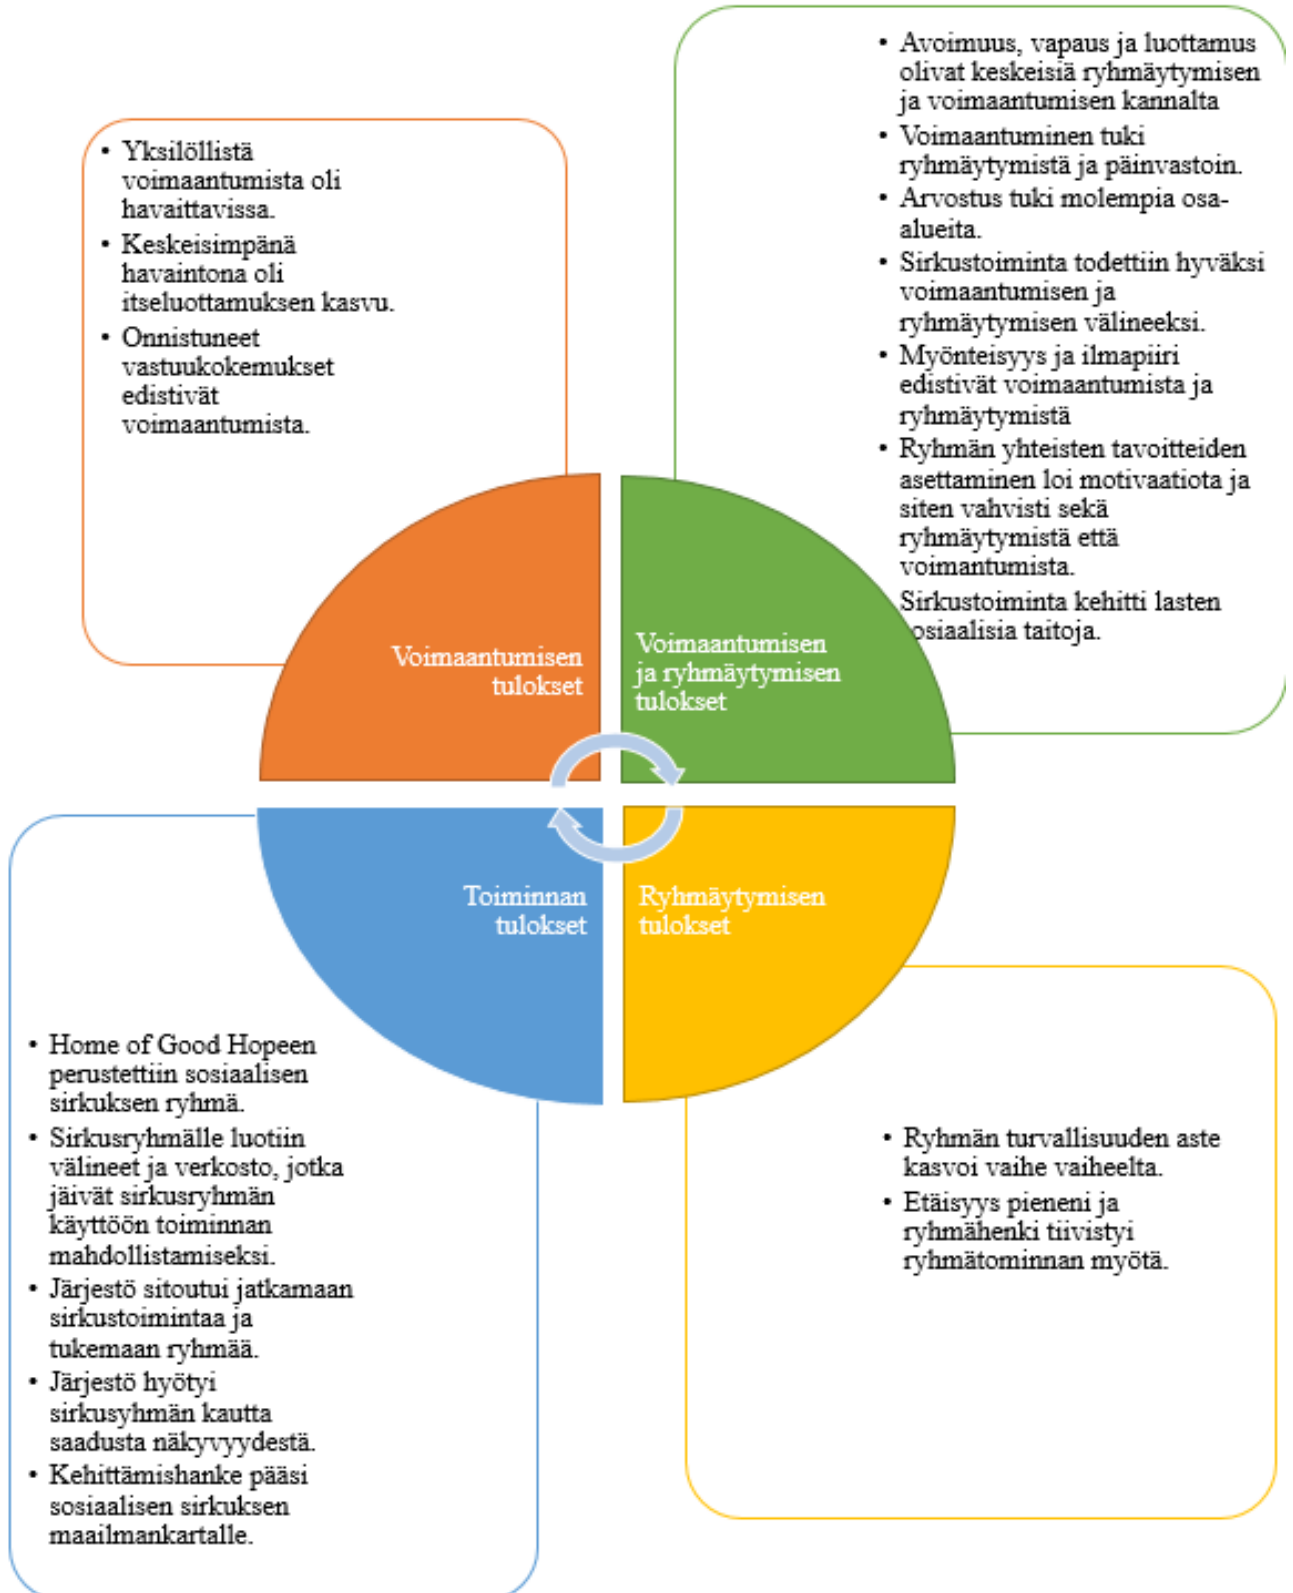 • Yksilöllistä
voimaantumista oli
havaittavissa.
• Keskeisimpänä
havaintona oli
itseluottamuksen kasvu.
• Onnistuneet
vastuukokemukset
edistivät
voimaantumista.
• Avoimuus, vapaus ja luottamus
olivat keskeisiä ryhmäytymisen
ja voimaantumisen kannalta
• Voimaantuminen tuki
ryhmäytymistä ja päinvastoin.
• Arvostus tuki molempia osa-
alueita.
• Sirkustoiminta todettiin hyväksi
voimaantumisen ja
ryhmäytymisen välineeksi.
• Myönteisyys ja ilmapiiri
edistivät voimaantumista ja
ryhmäytymistä
• Ryhmän yhteisten tavoitteiden
asettaminen loi motivaatiota ja
siten vahvisti sekä
ryhmäytymistä että
voimantumista.
Sirkustoiminta kehitti lasten
sosiaalisia taitoja.
Voimaantumisen
tulokset
Voimaantumisen
ja ryhmäytymisen
tulokset
Toiminnan
tulokset
Ryhmäytymisen
tulokset
• Home of Good Hopeen
perustettiin sosiaalisen
sirkuksen ryhmä.
• Sirkusryhmälle luotiin
välineet ja verkosto, jotka
jäivät sirkusryhmän
käyttöön toiminnan
mahdollistamiseksi.
• Järjestö sitoutui jatkamaan
sirkustoimintaa ja
tukemaan ryhmää.
• Järjestö hyötyi
sirkusyhmän kautta
saadusta näkyvyydestä.
• Kehittämishanke pääsi
sosiaalisen sirkuksen
maailmankartalle.
• Ryhmän turvallisuuden aste
kasvoi vaihe vaiheelta.
• Etäisyys pieneni ja
ryhmähenki tiivistyi
ryhmätominnan myötä.